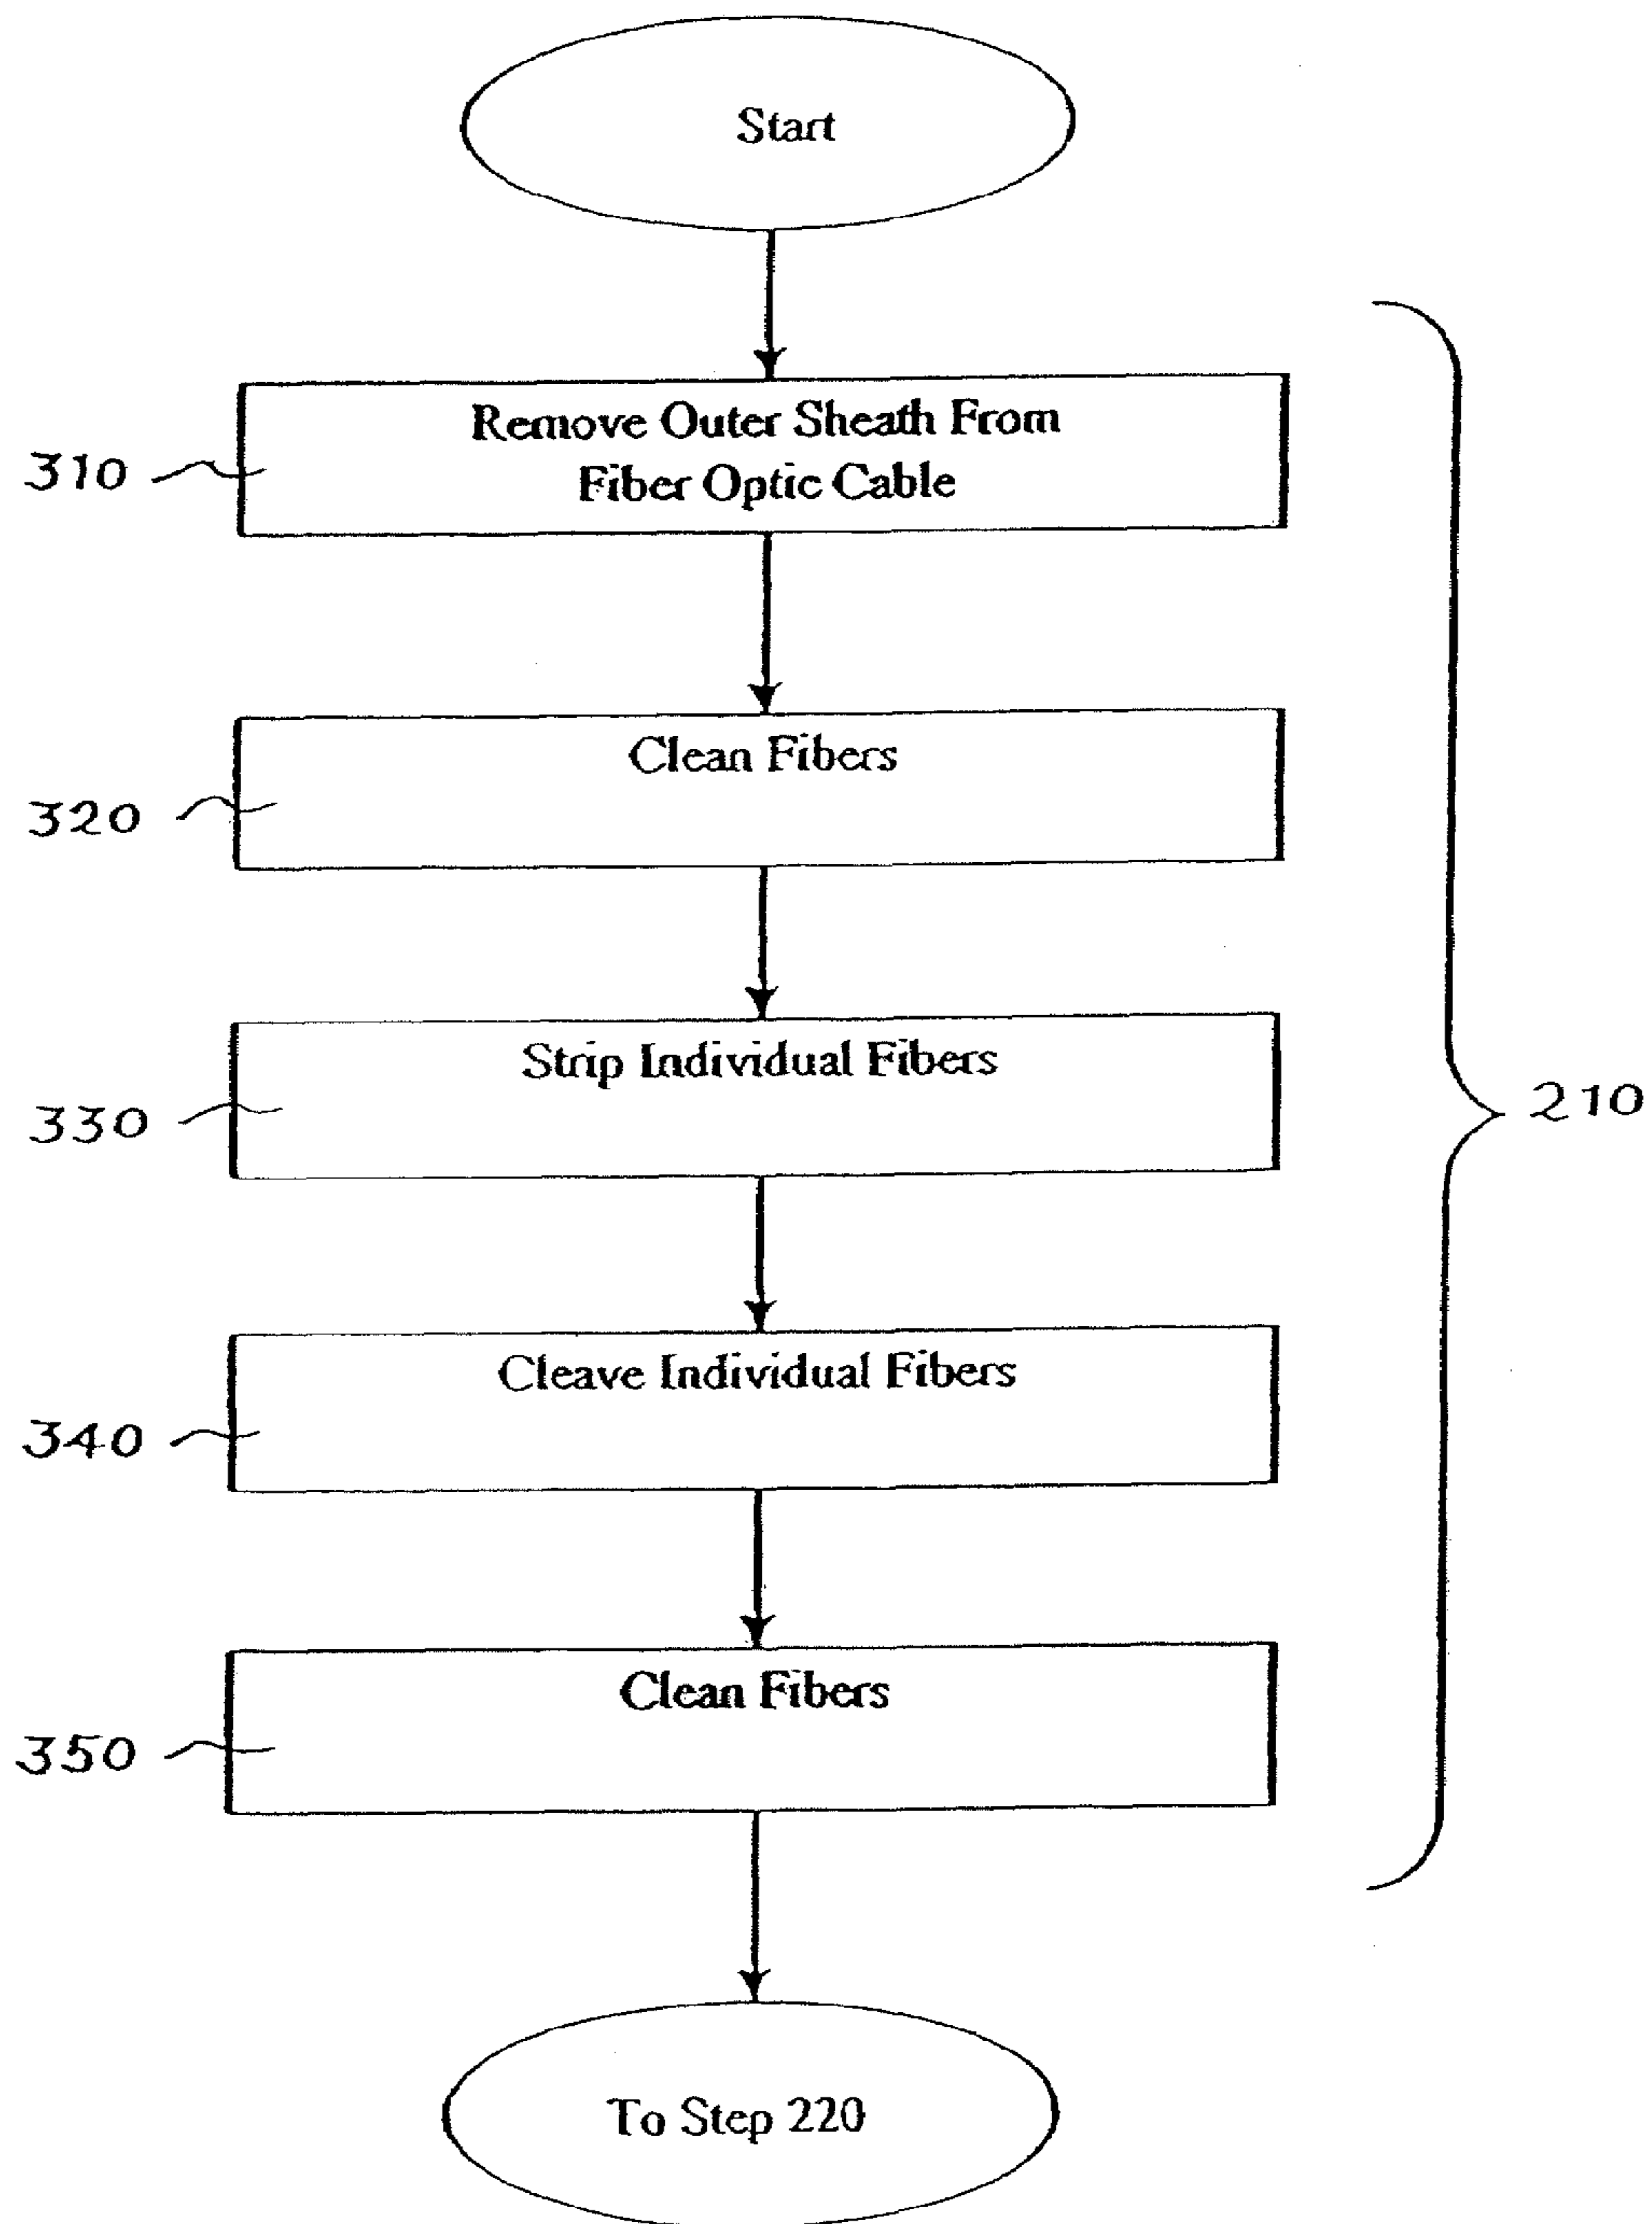 Start
Remove Outer Sheath From
Fiber Optic Cable
310
Clean Fibers
320
Strip Individual Fibers
330
210
Cleave Individual Fibers
340
Clean Fibers
350
To Step 220